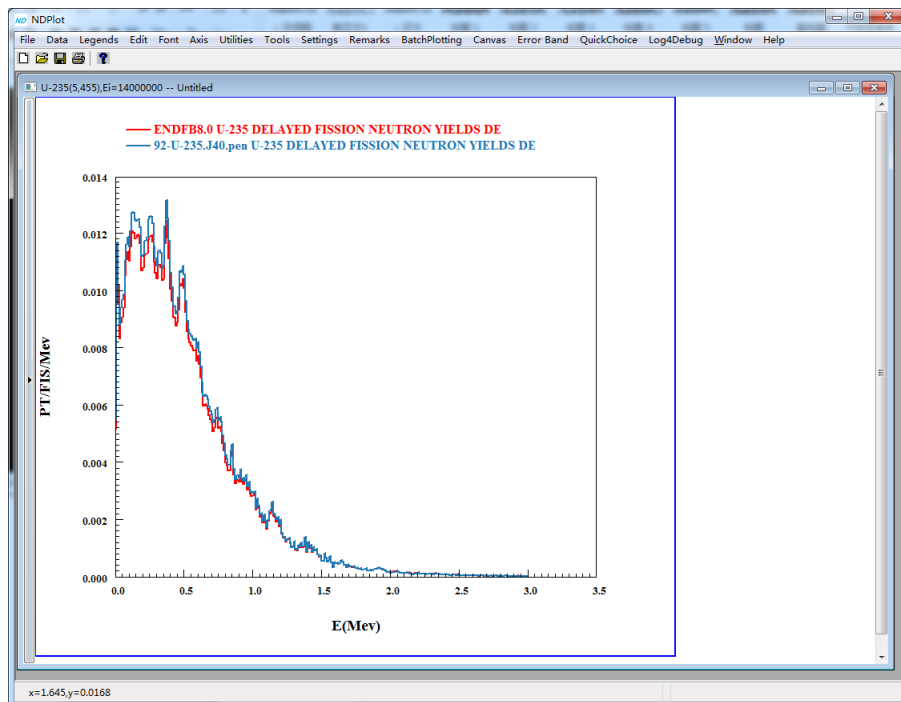 NDPlot
File Data Legends Edit Font Axis Utilities Tools Settings Remarks BatchPlotting Canvas Error Band QuickChoice Log4Debug Window Help
U-235(5,455),Ei=14000000 -- Untitled
ENDFB8.0 U-235 DELAYED FISSION NEUTRON YIELDS DE
92-U-235.J40.pen U-235 DELAYED FISSION NEUTRON YIELDS DE
0.014
0.012
0.010
0.008
0.006
0.004
0.002
0.000
PT/FIS/Mev
0.0 0.5 1.0 1.5 2.0 2.5 3.0 3.5
E(Mev)
x=1.645,y=0.0168